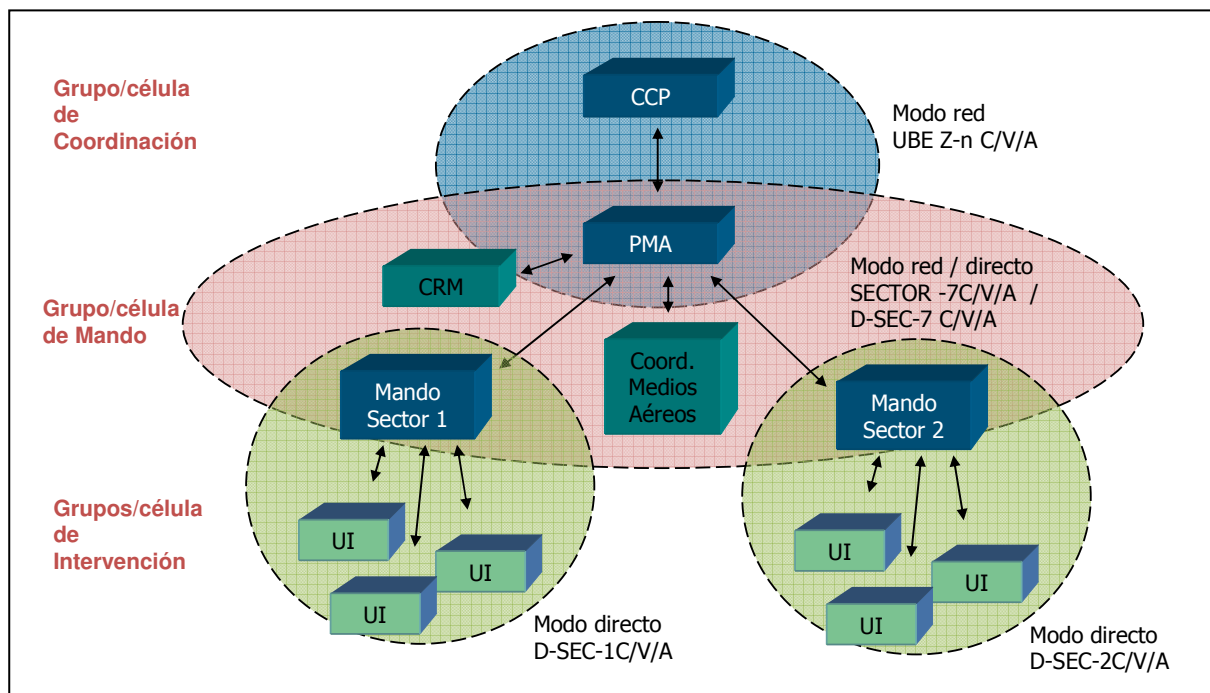 Grupo/célula
de
Coordinación
CCP
Modo red
UBE Z-n C/V/A
PMA
CRM
Modo red / directo
SECTOR -7C/V/A /
D-SEC-7 C/V/A
Grupo/célula
de Mando
Coord.
Medios
Aéreos
Mando
Sector 1
Mando
Sector 2
Grupos/célula
de
Intervención
UI
UI
UI
Modo directo
D-SEC-1C/V/A
UI
UI
UI
Modo directo
D-SEC-2C/V/A